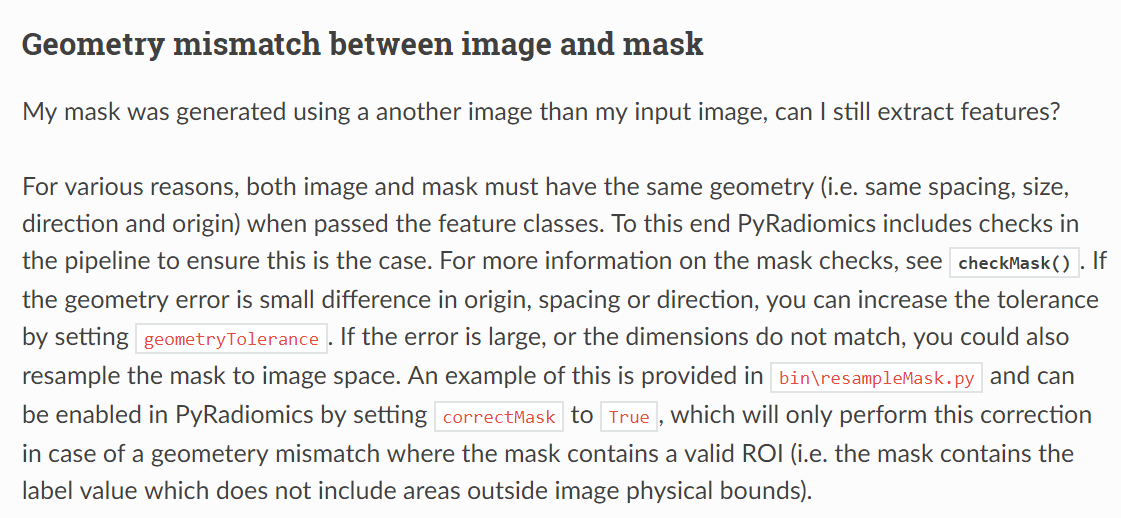 Geometry mismatch between image and mask
My mask was generated using a another image than my input image, can I still extract features?
For various reasons, both image and mask must have the same geometry (i.e. same spacing, size,
direction and origin) when passed the feature classes. To this end PyRadiomics includes checks in
the pipeline to ensure this is the case. For more information on the mask checks, see checkMask() . If
the geometry error is small difference in origin, spacing or direction, you can increase the tolerance
by setting geometryTolerance . If the error is large, or the dimensions do not match, you could also
resample the mask to image space. An example of this is provided in bin\resampleMask.py and can
be enabled in PyRadiomics by setting correctMask to True , which will only perform this correction
in case of a geometery mismatch where the mask contains a valid ROI (i.e. the mask contains the
label value which does not include areas outside image physical bounds).